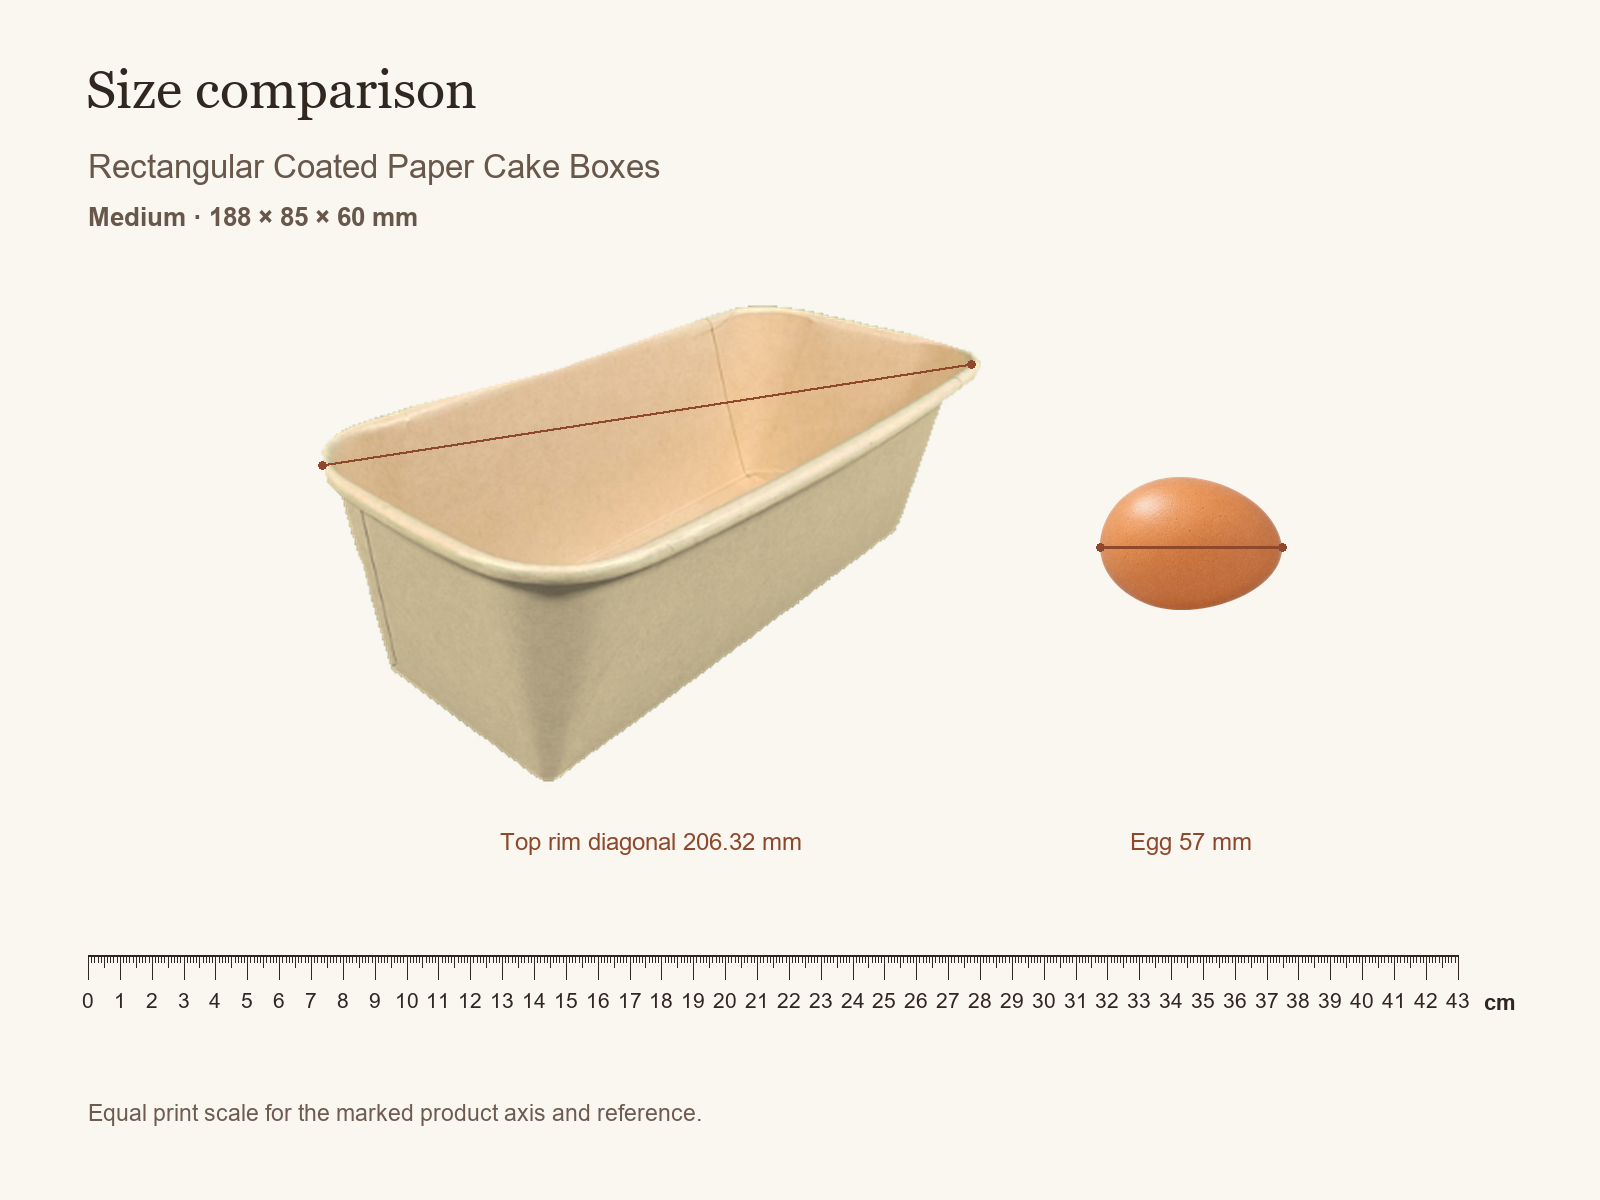 Size comparison
Rectangular Coated Paper Cake Boxes
Medium · 188 × 85 × 60 mm
Top rim diagonal 206.32 mm
Egg 57 mm
0 1 2 3 4 5 6 7 8 9 10 11 12 13 14 15 16 17 18 19 20 21 22 23 24 25 26 27 28 29 30 31 32 33 34 35 36 37 38 39 40 41 42 43 cm
Equal print scale for the marked product axis and reference.